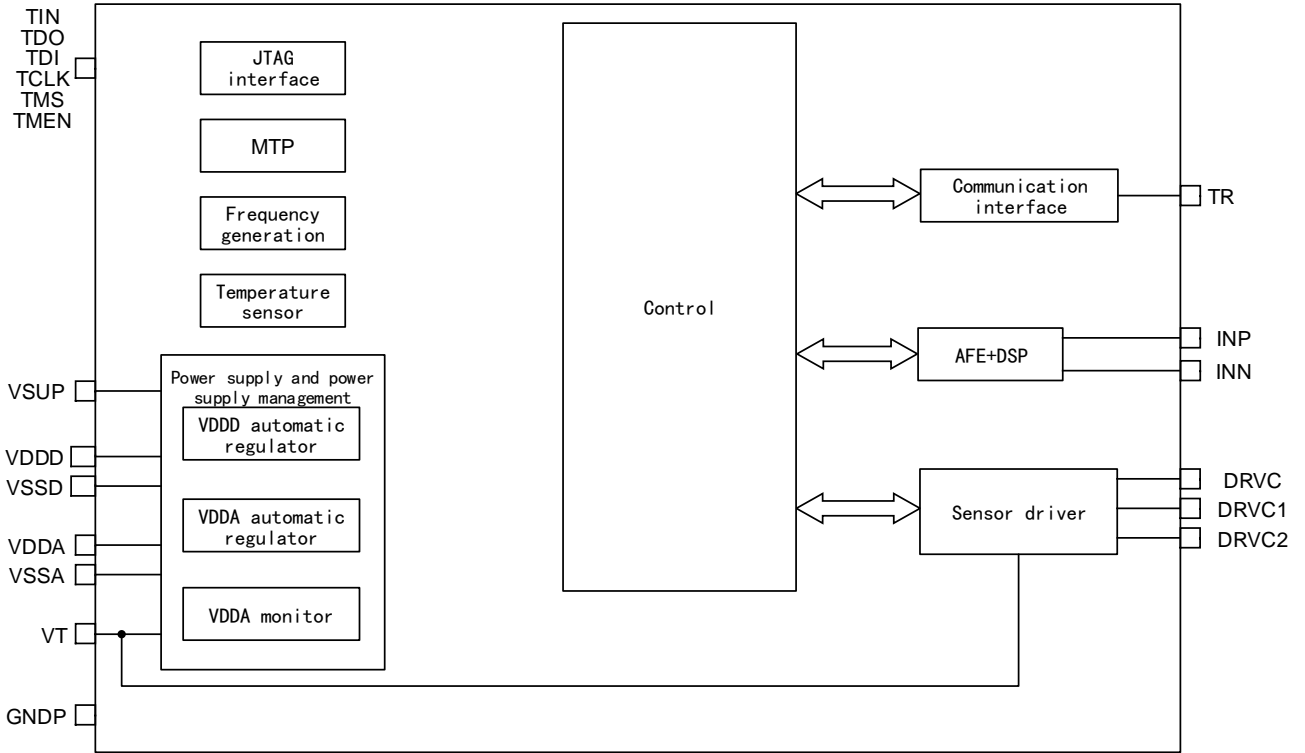 TIN
TDO
TDI
TCLK
TMS
TMEN
JTAG
interface
MTP
Frequency
generation
Temperature
sensor
Power supply and power
supply management
VDDD automatic
regulator
VDDA automatic
regulator
VDDA monitor
VSUP
VDDD
VSSD
VDDA
VSSA
VT
GNDP
Control
Communication
interface
AFE+DSP
Sensor driver
TR
INP
INN
DRVC
DRVC1
DRVC2